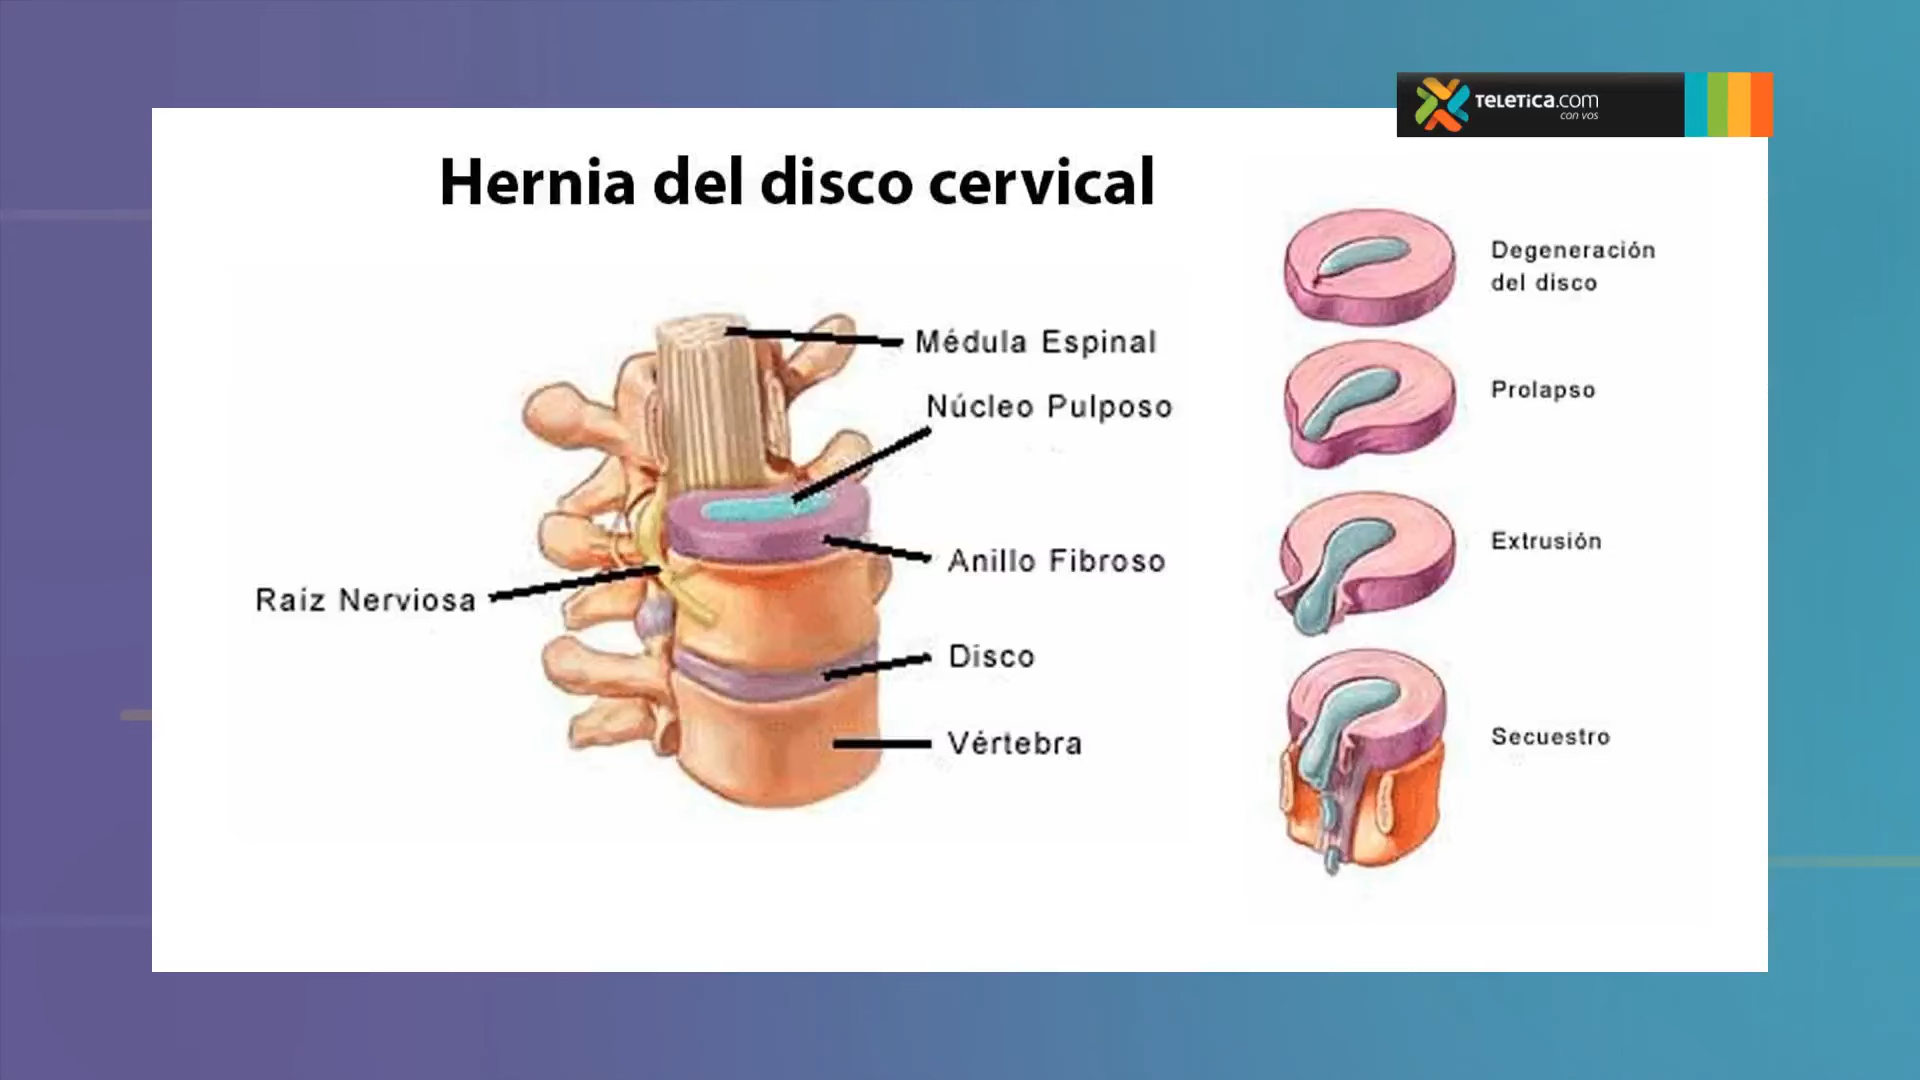 TELETICA.com
con vos
Hernia del disco cervical
Médula Espinal
Núcleo Pulposo
Anillo Fibroso
Raíz Nerviosa
Disco
Vértebra
Degeneración
del disco
Prolapso
Extrusión
Secuestro